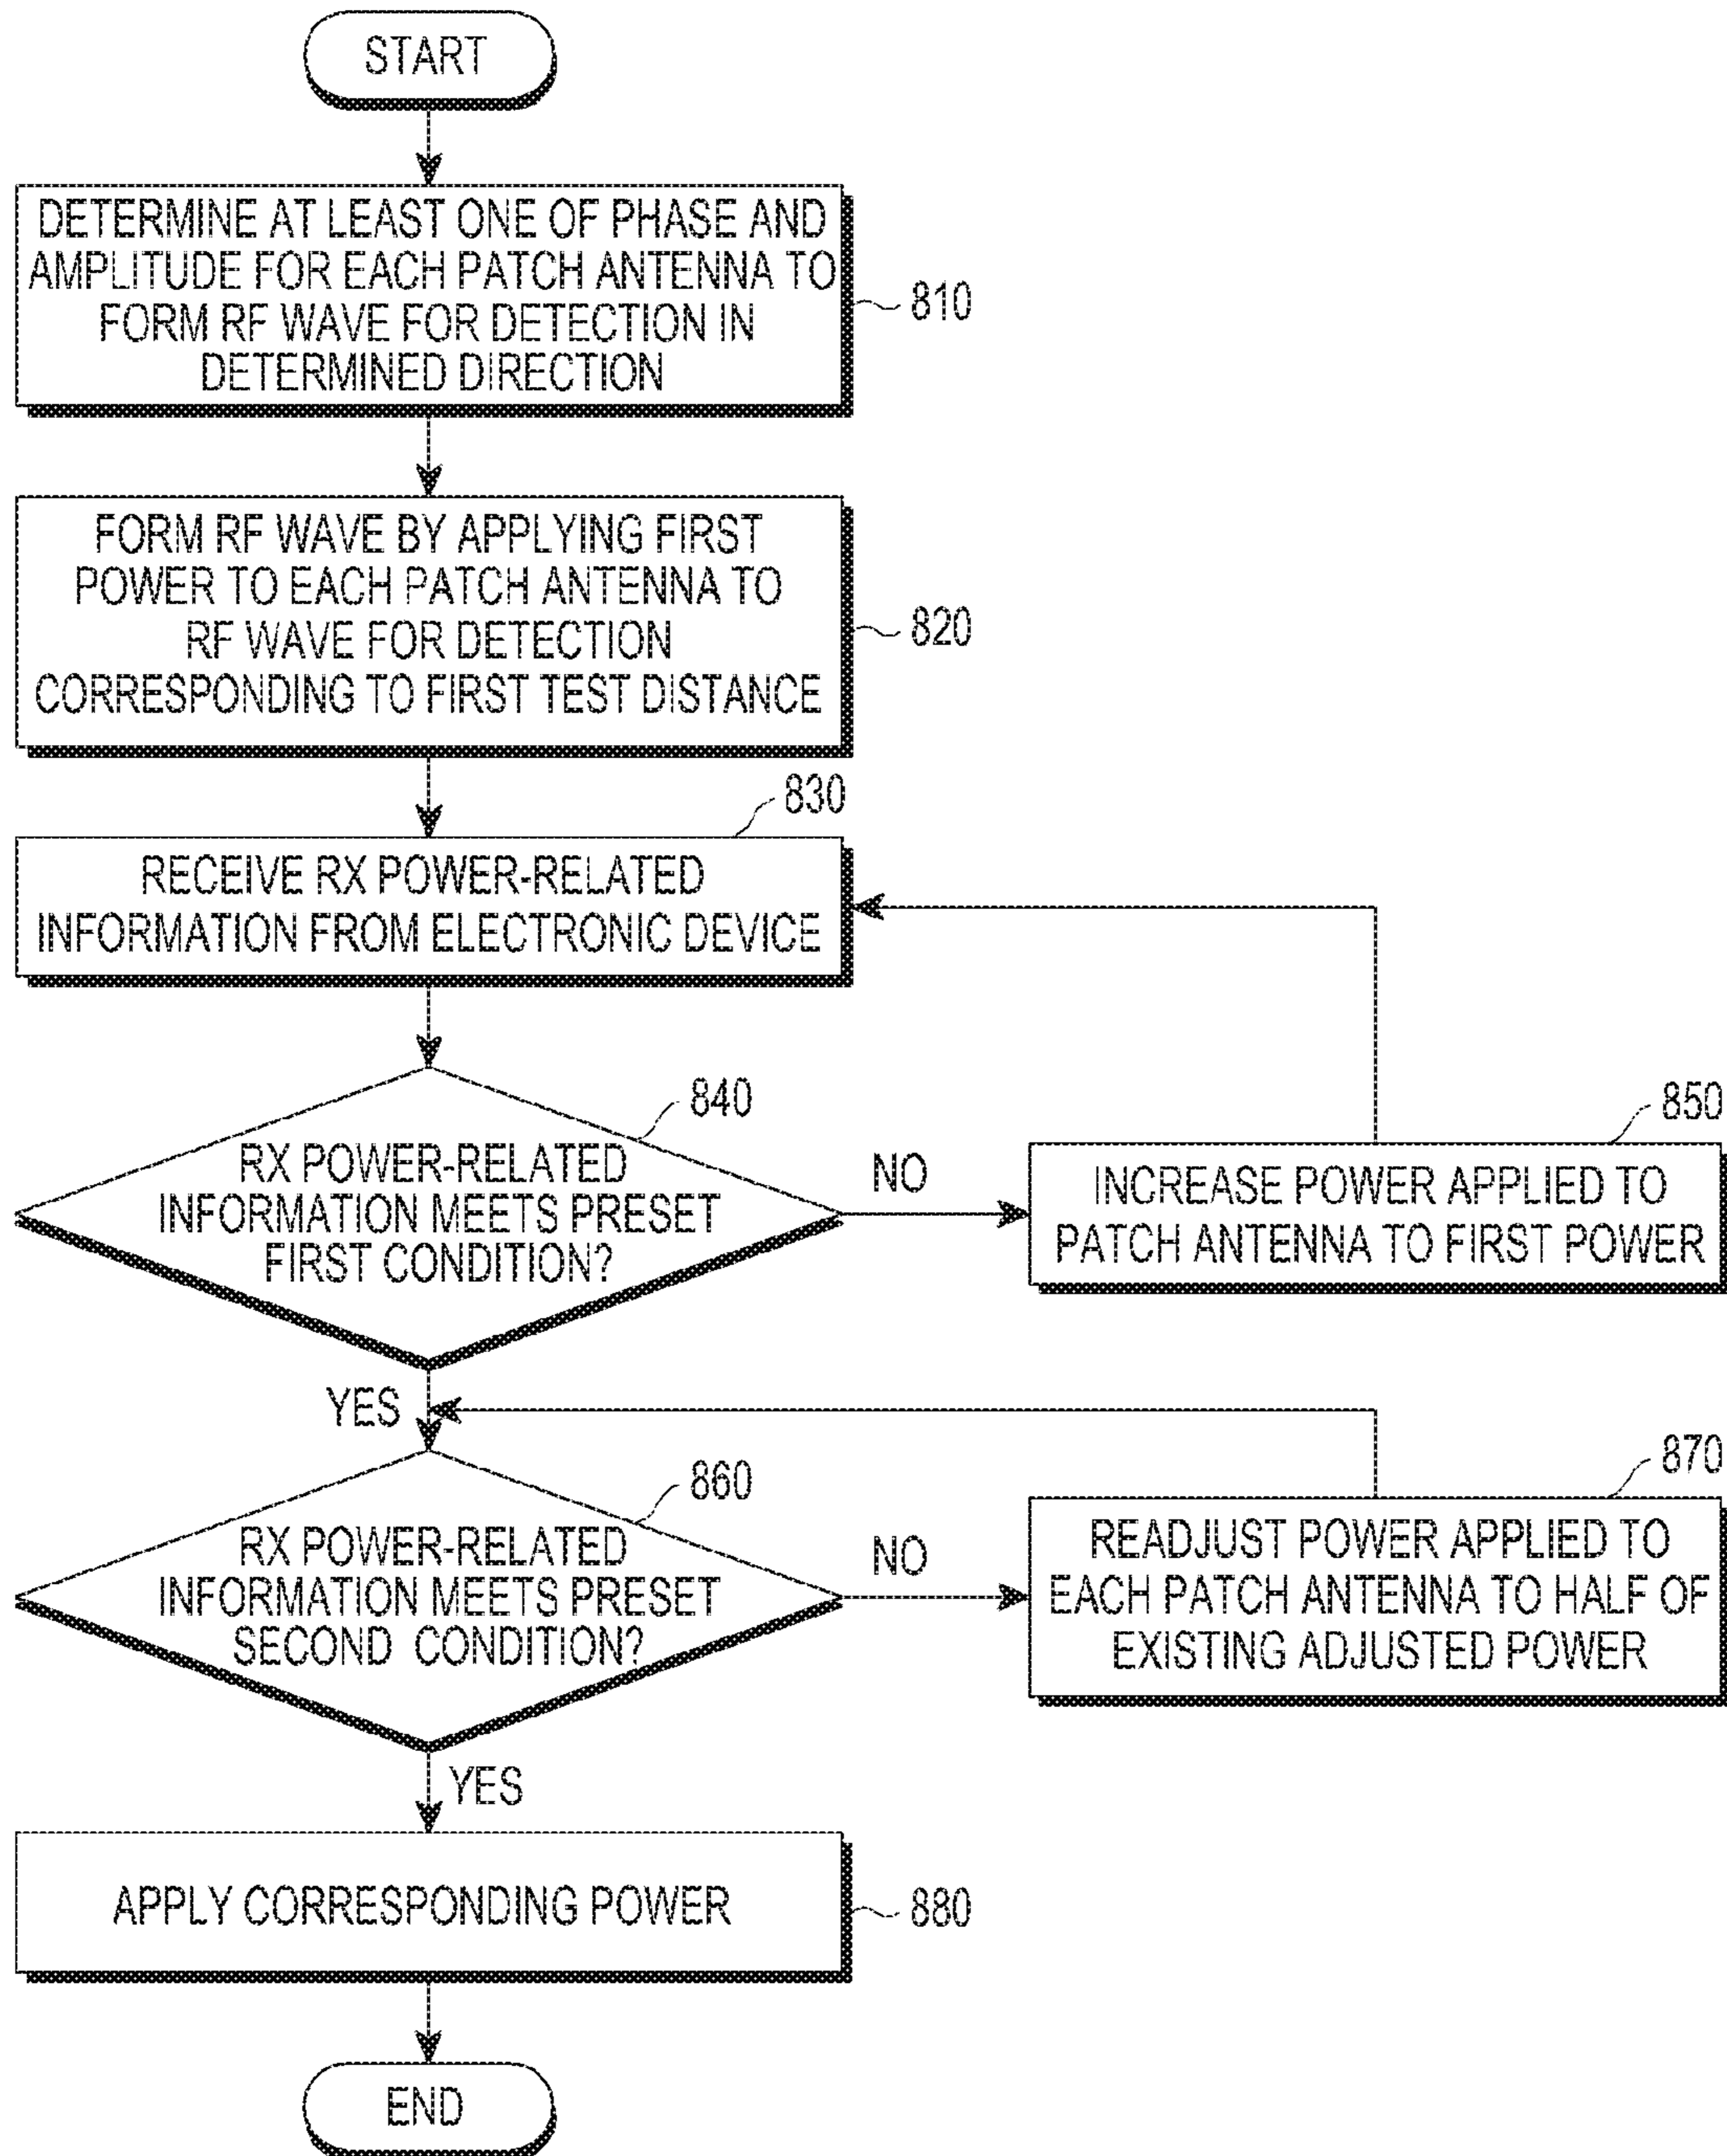 START
DETERMINE AT LEAST ONE OF PHASE AND
AMPLITUDE FOR EACH PATCH ANTENNA TO
FORM RF WAVE FOR DETECTION IN
DETERMINED DIRECTION
810
FORM RF WAVE BY APPLYING FIRST
POWER TO EACH PATCH ANTENNA TO
RF WAVE FOR DETECTION
CORRESPONDING TO FIRST TEST DISTANCE
820
830
RECEIVE RX POWER-RELATED
INFORMATION FROM ELECTRONIC DEVICE
840
RX POWER-RELATED
INFORMATION MEETS PRESET
FIRST CONDITION?
NO
850
INCREASE POWER APPLIED TO
PATCH ANTENNA TO FIRST POWER
YES
860
RX POWER-RELATED
INFORMATION MEETS PRESET
SECOND CONDITION?
NO
870
READJUST POWER APPLIED TO
EACH PATCH ANTENNA TO HALF OF
EXISTING ADJUSTED POWER
YES
APPLY CORRESPONDING POWER
880
END